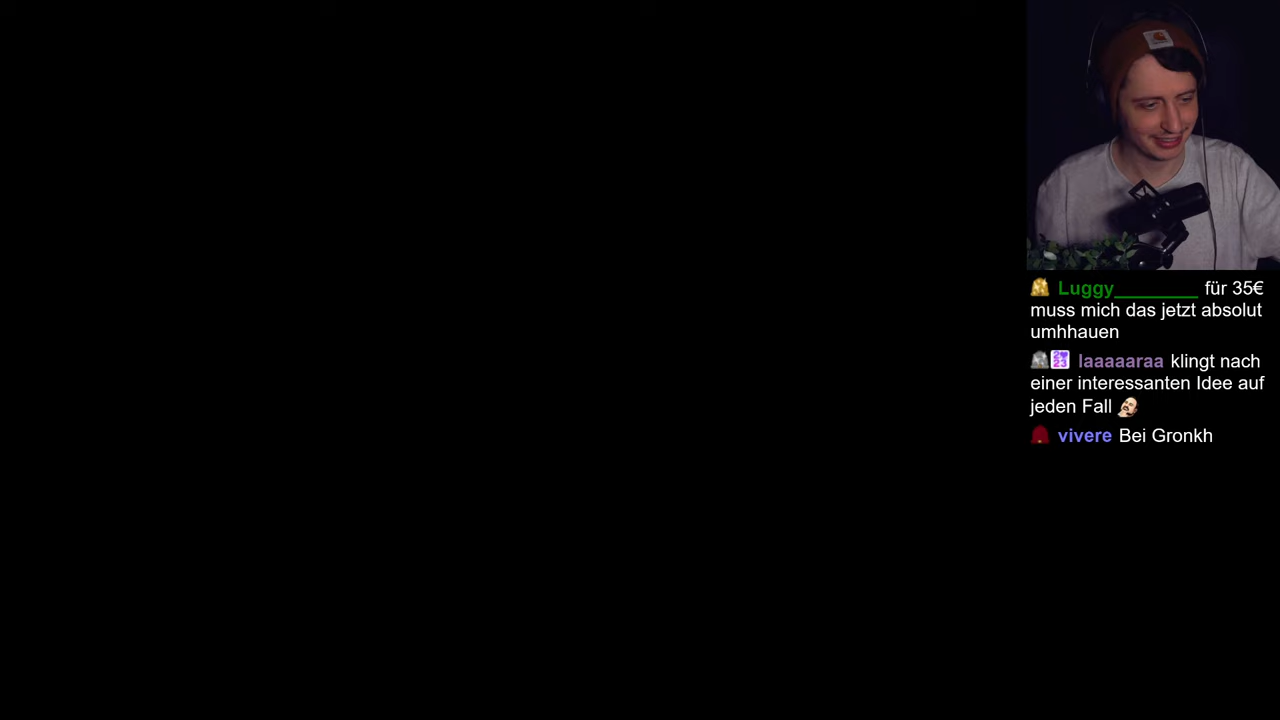 Luggy________ für 35€
muss mich das jetzt absolut
umhhauen
laaaaaraa klingt nach
einer interessanten Idee auf
jeden Fall
vivere Bei Gronkh